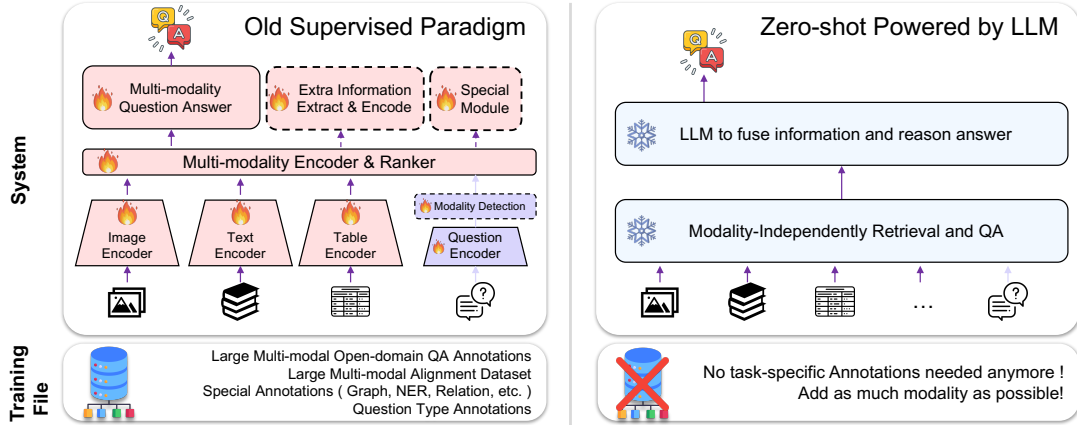 Old Supervised Paradigm
Q
A
Multi-modality
Question Answer
Extra Information
Extract & Encode
Special
Module
Multi-modality Encoder & Ranker
Modality Detection
Image
Encoder
Text
Encoder
Table
Encoder
Question
Encoder
?
System
Zero-shot Powered by LLM
Q
A
LLM to fuse information and reason answer
Modality-Independently Retrieval and QA
...
?
Training
File
Large Multi-modal Open-domain QA Annotations
Large Multi-modal Alignment Dataset
Special Annotations ( Graph, NER, Relation, etc. )
Question Type Annotations
No task-specific Annotations needed anymore !
Add as much modality as possible!